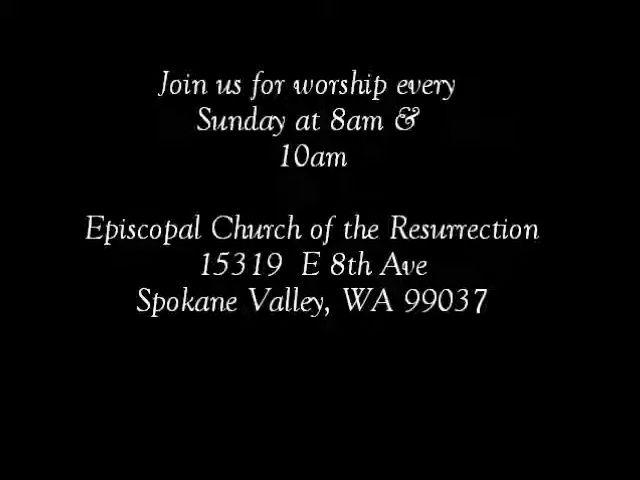 Join us for worship every
Sunday at 8am &
10am
Episcopal Church of the Resurrection
15319 E 8th Ave
Spokane Valley, WA 99037